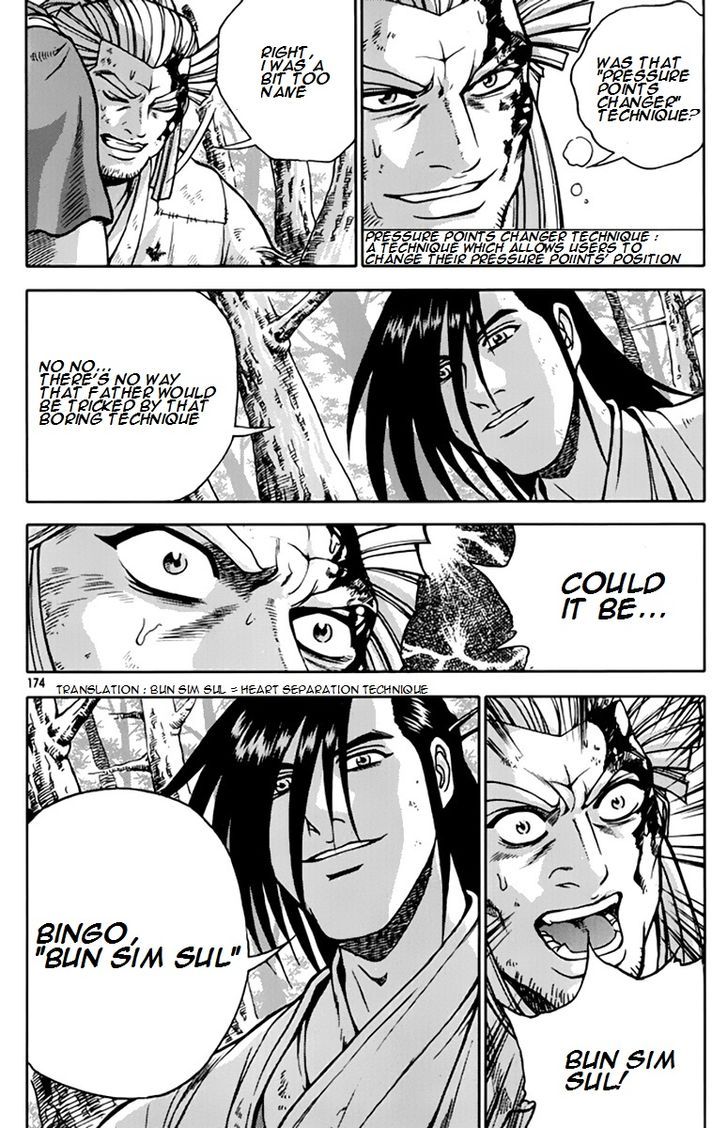 RIGHT,
I WAS A
BIT TOO
NAIVE
WAS THAT
"PRESSURE
POINTS
CHANGER"
TECHNIQUE?
PRESSURE POINTS CHANGER TECHNIQUE :
A TECHNIQUE WHICH ALLOWS USERS TO
CHANGE THEIR PRESSURE POIINTS' POSITION
NO NO...
THERE'S NO WAY
THAT FATHER WOULD
BE TRICKED BY THAT
BORING TECHNIQUE
COULD
IT BE...
174
TRANSLATION : BUN SIM SUL = HEART SEPARATION TECHNIQUE
BINGO,
"BUN SIM SUL"
BUN SIM
SUL!